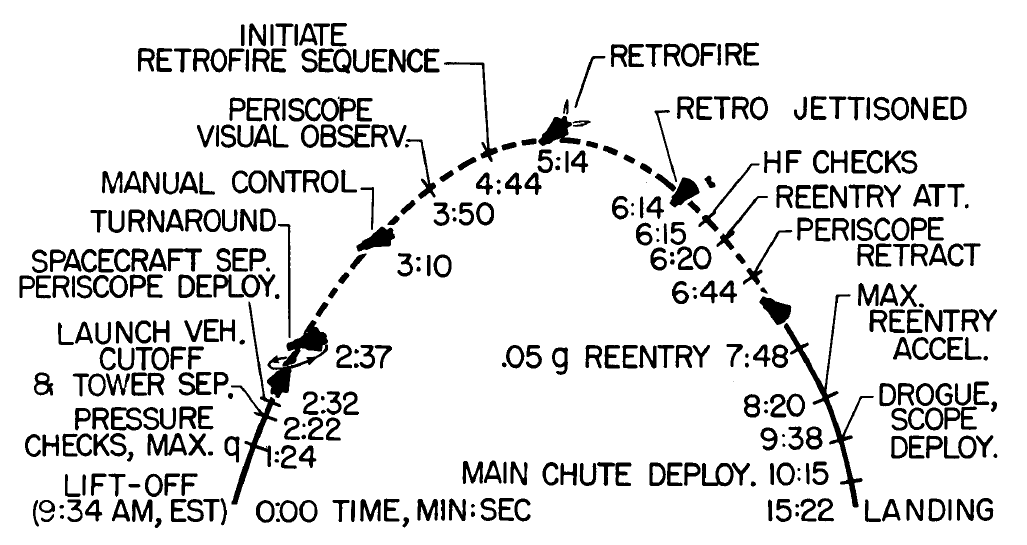 INITIATE
RETROFIRE SEQUENCE
RETROFIRE
PERISCOPE
VISUAL OBSERV.
RETRO JETTISONED
5:14
4:44
HF CHECKS
MANUAL CONTROL
3:50
6:14
REENTRY ATT.
TURNAROUND
6:15
PERISCOPE
RETRACT
SPACECRAFT SEP.
PERISCOPE DEPLOY.
3:10
6:20
6:44
MAX.
REENTRY
ACCEL.
LAUNCH VEH.
CUTOFF
& TOWER SEP.
2:37
.05 g REENTRY 7:48
2:32
8:20
DROGUE,
SCOPE
DEPLOY.
PRESSURE
CHECKS, MAX. q
2:22
9:38
1:24
MAIN CHUTE DEPLOY. 10:15
LIFT-OFF
(9:34 AM, EST)
0:00 TIME, MIN:SEC
15:22 LANDING